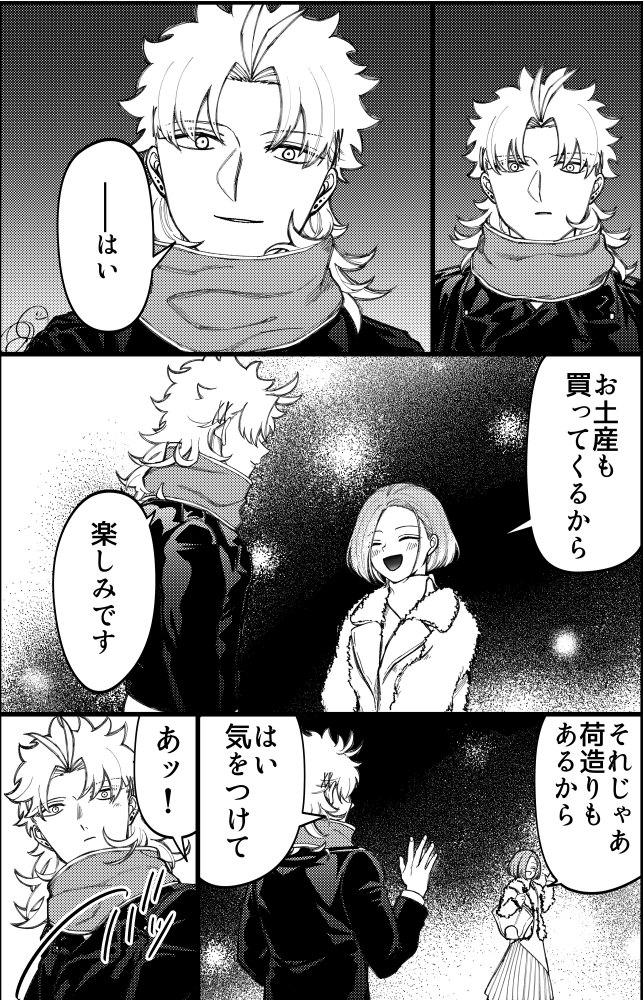 ―はい
お土産も
買ってくるから
楽しみです
それじゃあ
荷造りも
あるから
はい
気をつけて
あッ！